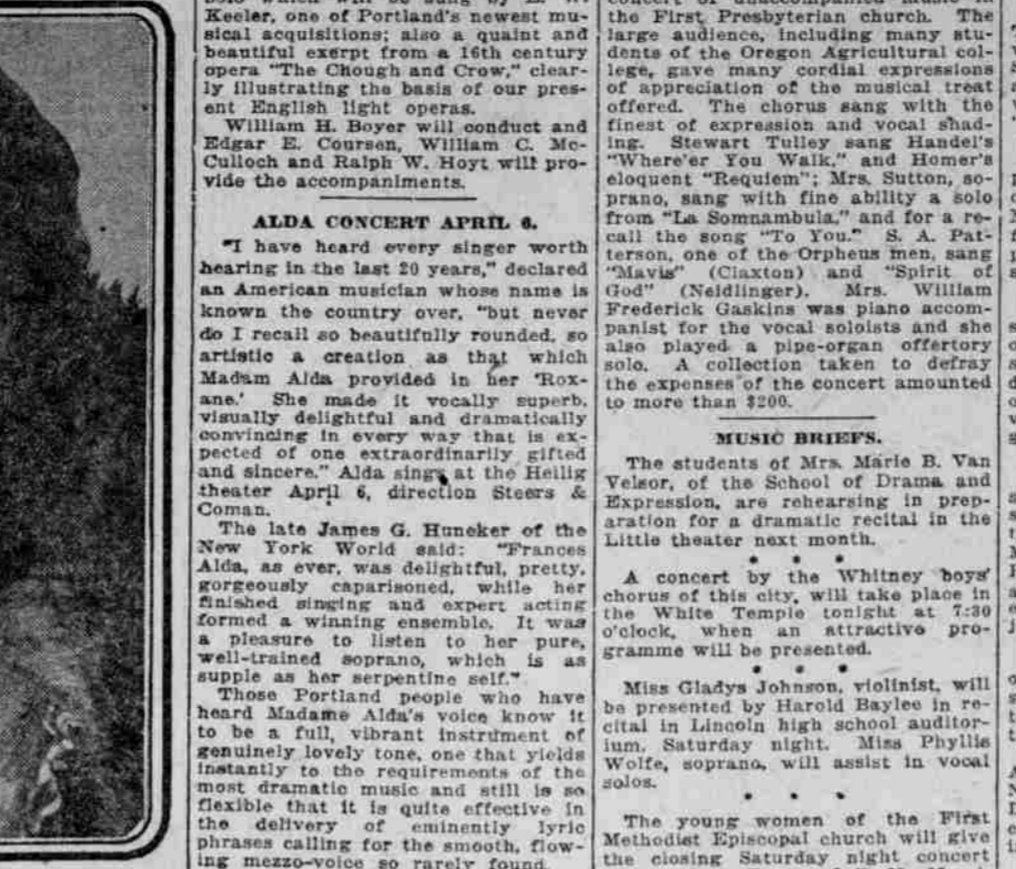 solo which will be sung by
Keeler, one of Portland's newest mu-
sical acquisitions; also a quaint and
beautiful exerpt from a 16th century
opera "The Chough and Crow," clear-
ly illustrating the basis of our pres-
ent English light operas.
William H. Boyer will conduct and
Edgar E. Coursen, William C. Mc-
Culloch and Ralph W. Hoyt will pro-
vide the accompaniments.
ALDA CONCERT APRIL 6.
"I have heard every singer worth
hearing in the last 20 years," declared
an American musician whose name is
known the country over, "but never
do I recall so beautifully rounded, so
artistic a creation as that which
Madam Alda provided in her 'Rox-
ane.' She made it vocally superb,
visually delightful and dramatically
convincing in every way that is ex-
pected of one extraordinarily gifted
and sincere." Alda sings at the Heilig
theater April 6, direction Steers &
Coman.
The late James G. Huneker of the
New York World said: "Frances
Alda, as ever, was delightful, pretty,
gorgeously caparisoned, while her
finished singing and expert acting
formed a winning ensemble. It was
a pleasure to listen to her pure,
well-trained soprano, which is as
supple as her serpentine self."
Those Portland people who have
heard Madame Alda's voice know it
to be a full, vibrant instrument of
genuinely lovely tone, one that yields
instantly to the requirements of the
most dramatic music and still is so
flexible that it is quite effective in
the delivery of eminently lyric
phrases calling for the smooth, flow-
ing mezzo-voice so rarely found.
concert of unaccompanied music in
the First Presbyterian church. The
large audience, including many stu-
dents of the Oregon Agricultural col-
lege, gave many cordial expressions
of appreciation of the musical treat
offered. The chorus sang with the
finest of expression and vocal shad-
ing. Stewart Tulley sang Handel's
"Where'er You Walk," and Homer's
eloquent "Requiem"; Mrs. Sutton, so-
prano, sang with fine ability a solo
from "La Somnambula," and for a re-
call the song "To You." S. A. Pat-
terson, one of the Orpheus men, sang
"Mavis" (Claxton) and "Spirit of
God" (Neidlinger). Mrs. William
Frederick Gaskins was piano accom-
panist for the vocal soloists and she
also played a pipe-organ offertory
solo. A collection taken to defray
the expenses of the concert amounted
to more than $200.
MUSIC BRIEFS.
The students of Mrs. Marie B. Van
Velsor, of the School of Drama and
Expression, are rehearsing in prep-
aration for a dramatic recital in the
Little theater next month.
* * *
A concert by the Whitney boys'
chorus of this city, will take place in
the White Temple tonight at 7:30
o'clock, when an attractive pro-
gramme will be presented.
* * *
Miss Gladys Johnson, violinist, will
be presented by Harold Baylee in re-
cital in Lincoln high school auditor-
ium, Saturday night. Miss Phyllis
Wolfe, soprano, will assist in vocal
solos.
* * *
The young women of the First
Methodist Episcopal church will give
the closing Saturday night concert